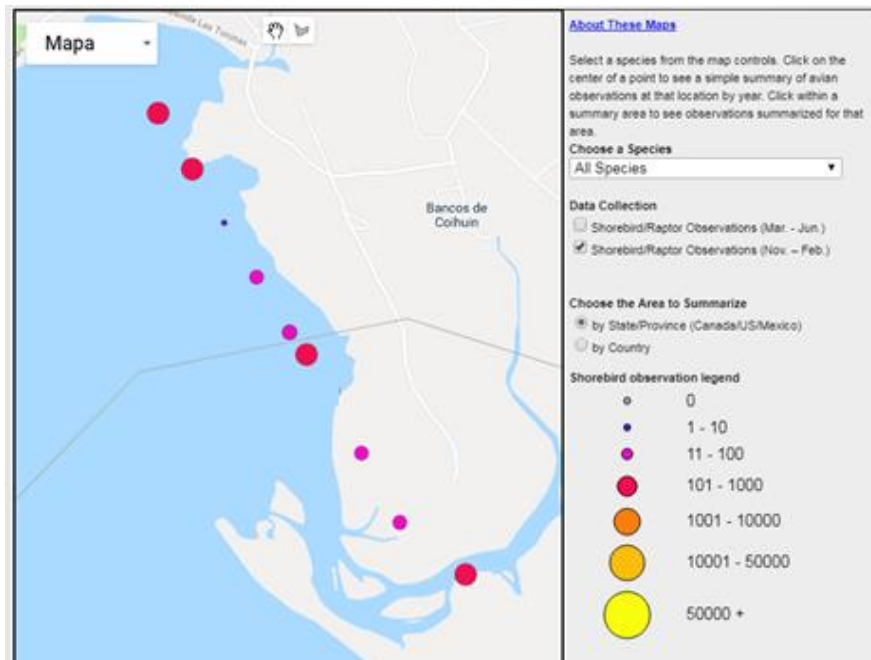 Mapa
Las
Bancos de
Coihuin
About These Maps
Select a species from the map controls. Click on the
center of a point to see a simple summary of avian
observations at that location by year. Click within a
summary area to see observations summarized for that
area.
Choose a Species
All Species
Data Collection
Shorebird/Raptor Observations (Mar. - Jun.)
Shorebird/Raptor Observations (Nov. – Feb.)
Choose the Area to Summarize
by State/Province (Canada/US/Mexico)
by Country
Shorebird observation legend
0
1 - 10
11 - 100
101 - 1000
1001 - 10000
10001 - 50000
50000 +